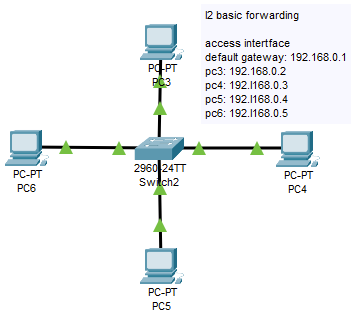 l2 basic forwarding
access intertface
default gateway: 192.168.0.1
pc3: 192.168.0.2
pc4: 192.l168.0.3
pc5: 192.l168.0.4
pc6: 192.l168.0.5
PC-PT
PC3
PC-PT
PC6
2960-24TT
Switch2
PC-PT
PC4
PC-PT
PC5